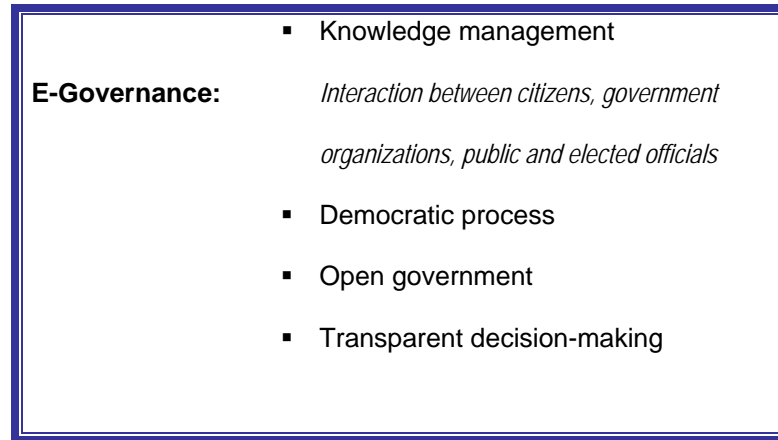 ▪ Knowledge management
E-Governance: Interaction between citizens, government
organizations, public and elected officials
▪ Democratic process
▪ Open government
▪ Transparent decision-making